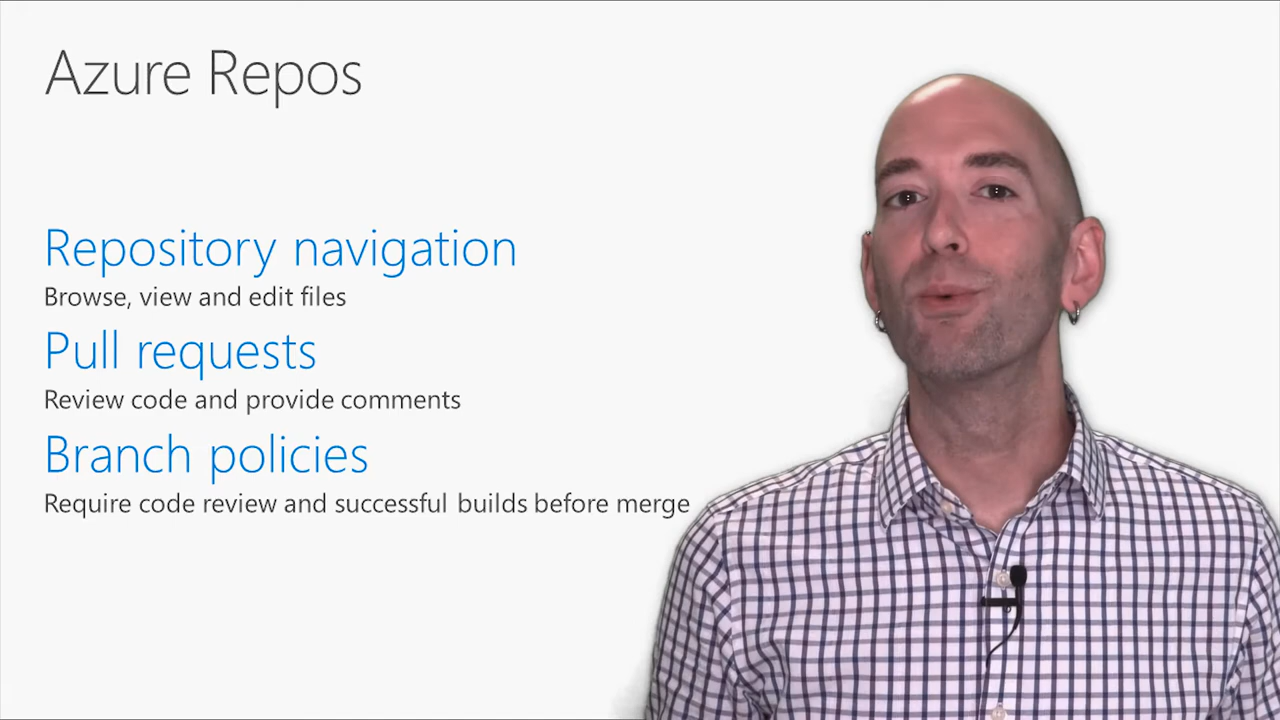 Azure Repos
Repository navigation
Browse, view and edit files
Pull requests
Review code and provide comments
Branch policies
Require code review and successful builds before merge